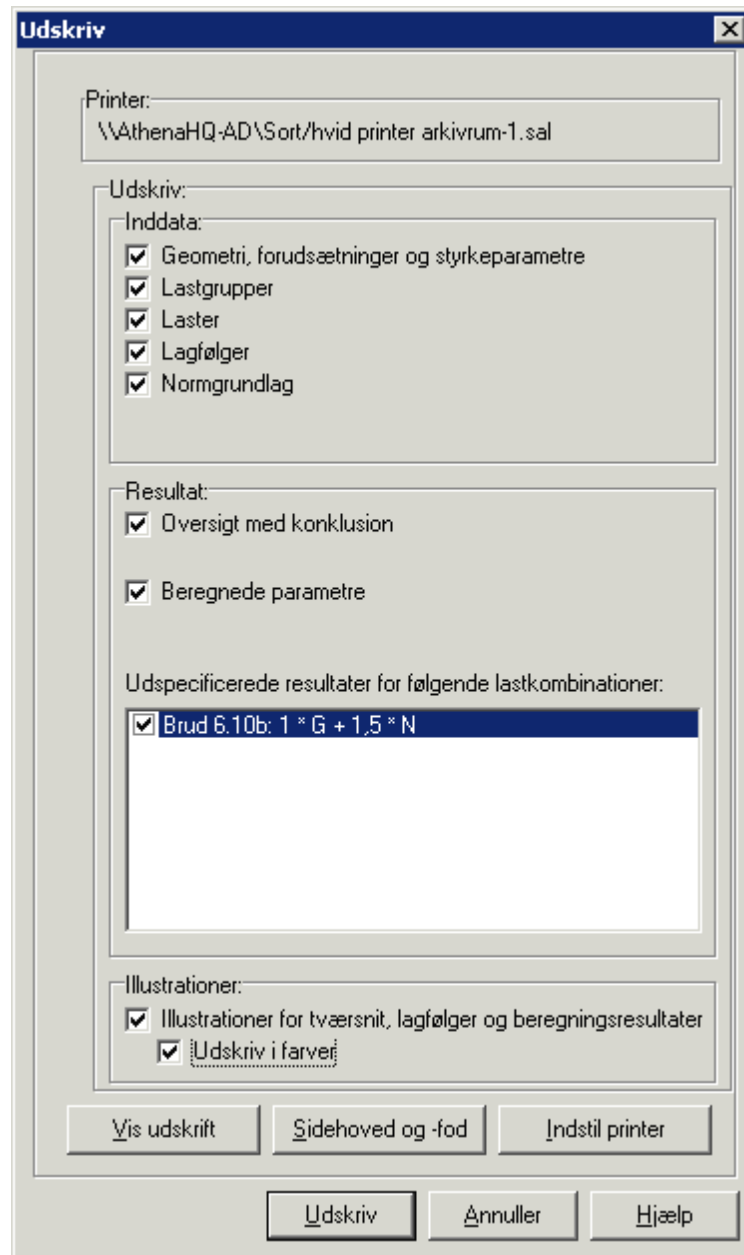 Udskriv
Printer:
\\AthenaHQ-AD\Sort/hvid printer arkivrum-1.sal
Udskriv:
Inddata:
Geometri, forudsætninger og styrkeparametre
Lastgrupper
Laster
Lagfølger
Normgrundlag
Resultat:
Oversigt med konklusion
Beregnede parametre
Udspecificerede resultater for følgende lastkombinationer:
Brud 6.10b: 1 * G + 1,5 * N
Illustrationer:
Illustrationer for tværsnit, lagfølger og beregningsresultater
Udskriv i farver
Vis udskrift
Sidehoved og -fod
Indstil printer
Udskriv
Annuller
Hjælp